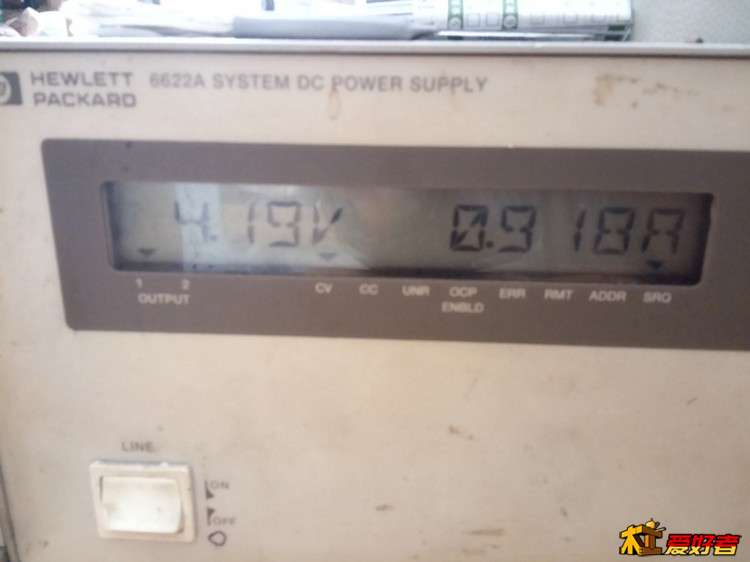 hp HEWLETT
PACKARD
6622A SYSTEM DC POWER SUPPLY
4.19V 0.918A
1 2 CV CC UNR OCP ERR RMT ADDR SRQ
OUTPUT ENBLD
LINE
ON
OFF
爱好者